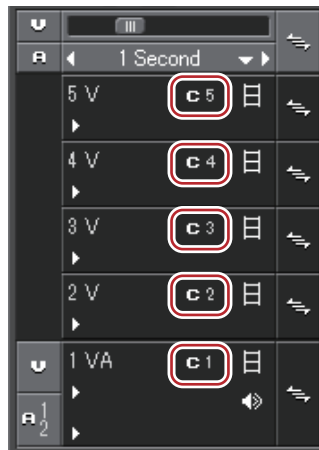 V
A 1 Second
5 V C 5
4 V C 4
3 V C 3
2 V C 2
V 1 VA C 1
A 1 2